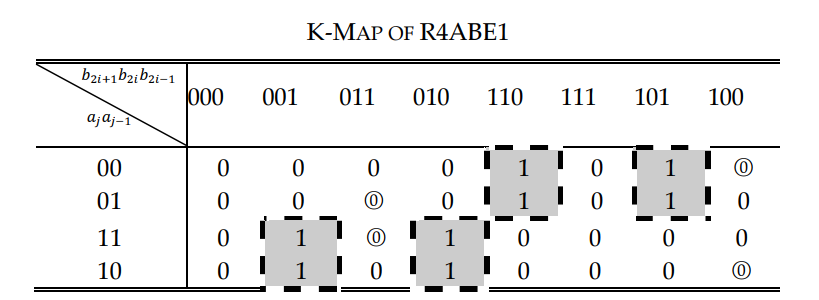 K-MAP OF R4ABE1
b₂ᵢ₊₁b₂ᵢb₂ᵢ₋₁
aⱼaⱼ₋₁
000 001 011 010 110 111 101 100
00 0 0 0 0 1 0 1 ⓪
01 0 0 ⓪ 0 1 0 1 0
11 0 1 ⓪ 1 0 0 0 0
10 0 1 0 1 0 0 0 ⓪